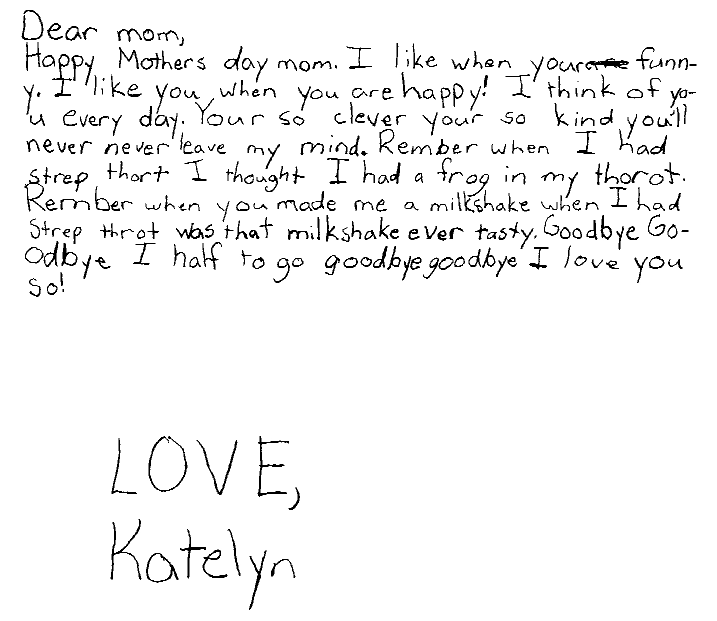 Dear mom,
Happy Mothers day mom. I like when your funn-
y. I like you when you are happy! I think of yo-
u every day. Your so clever your so kind you'll
never never leave my mind. Rember when I had
strep thort I thought I had a frog in my thorot.
Rember when you made me a milkshake when I had
strep throt was that milkshake ever tasty. Goodbye Go-
odbye I half to go goodbye goodbye I love you
so!
LOVE,
Katelyn